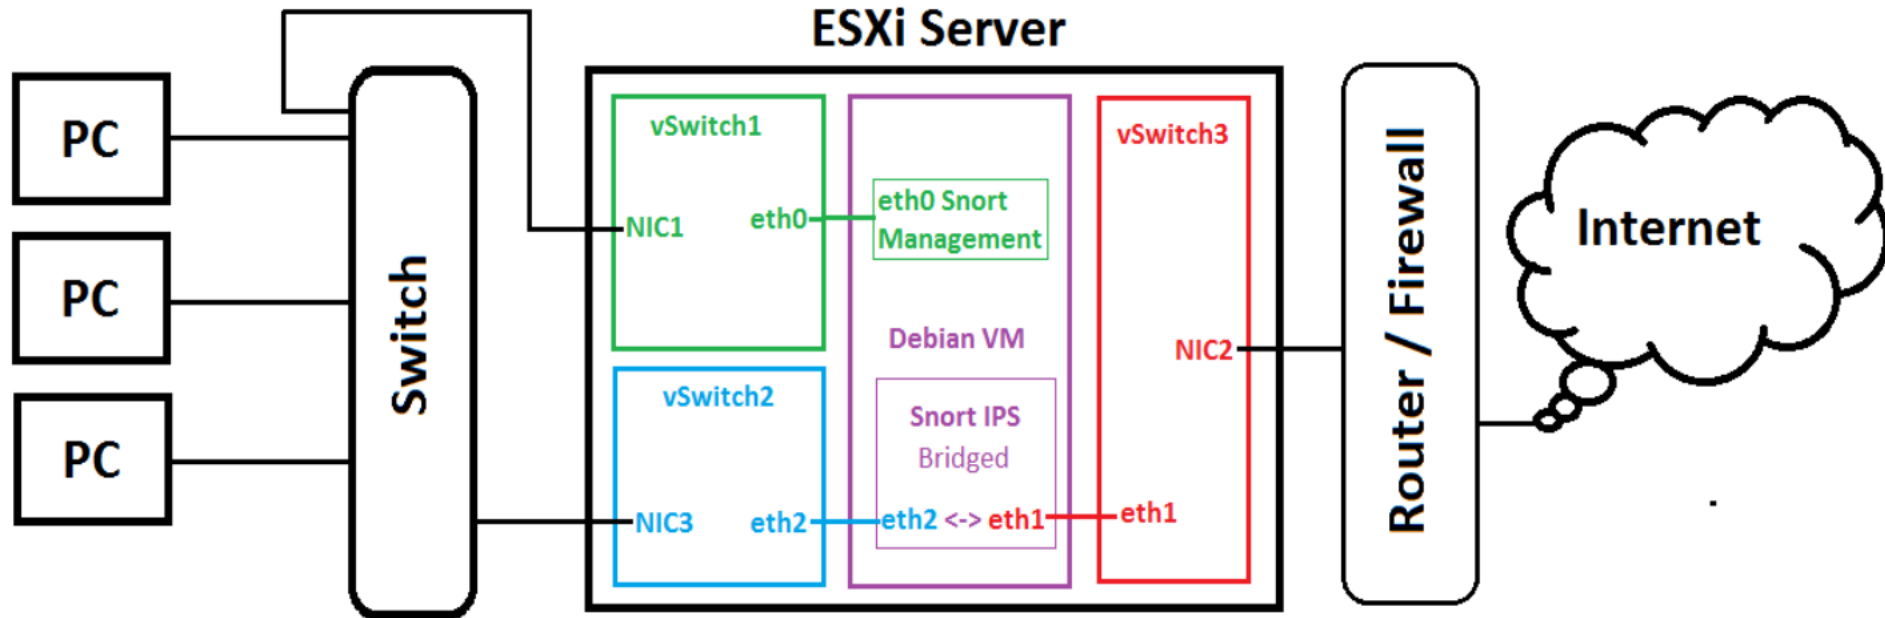 ESXi Server
PC
PC
PC
Switch
vSwitch1
NIC1
eth0
eth0 Snort
Management
Debian VM
vSwitch2
NIC3
eth2
Snort IPS
Bridged
eth2 <-> eth1
vSwitch3
NIC2
eth1
Router / Firewall
Internet